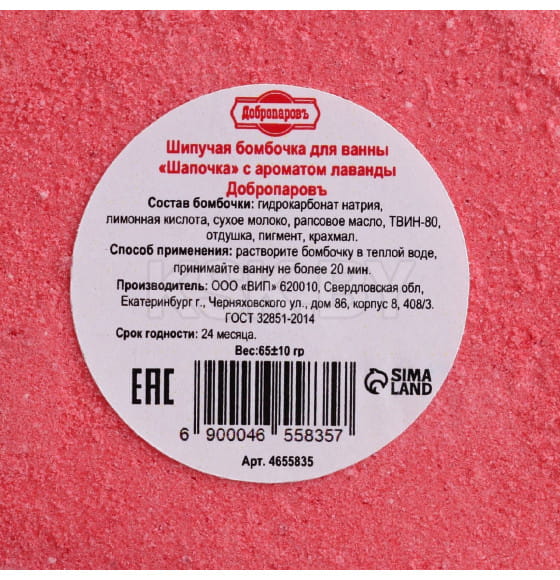 Добропаровъ
Шипучая бомбочка для ванны
«Шапочка» с ароматом лаванды
Добропаровъ
Состав бомбочки: гидрокарбонат натрия,
лимонная кислота, сухое молоко, рапсовое масло, ТВИН-80,
отдушка, пигмент, крахмал.
Способ применения: растворите бомбочку в теплой воде,
принимайте ванну не более 20 мин.
Производитель: ООО «ВИП» 620010, Свердловская обл,
Екатеринбург г., Черняховского ул., дом 86, корпус 8, 408/3.
ГОСТ 32851-2014
Срок годности: 24 месяца.
Вес:65±10 гр
EAC
SIMA
LAND
6 900046 558357
Арт. 4655835